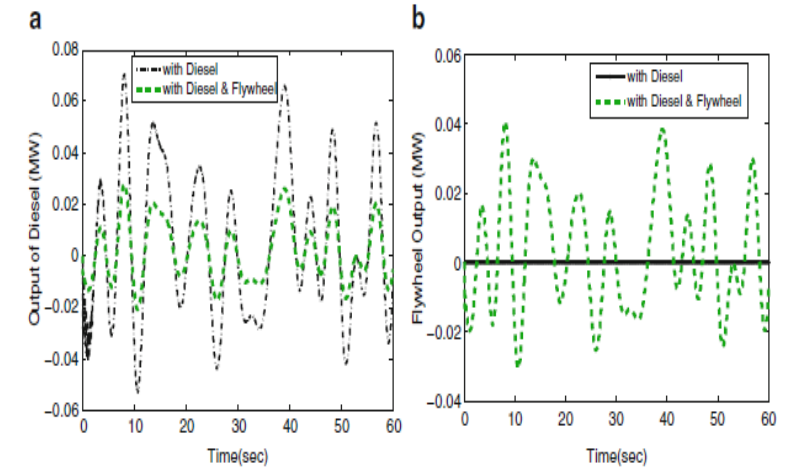 a
Output of Diesel (MW)
0.08
0.06
0.04
0.02
0
−0.02
−0.04
−0.06
with Diesel
with Diesel & Flywheel
0 10 20 30 40 50 60
Time(sec)
b
Flywheel Output (MW)
0.06
0.04
0.02
0
−0.02
−0.04
with Diesel
with Diesel & Flywheel
0 10 20 30 40 50 60
Time(sec)